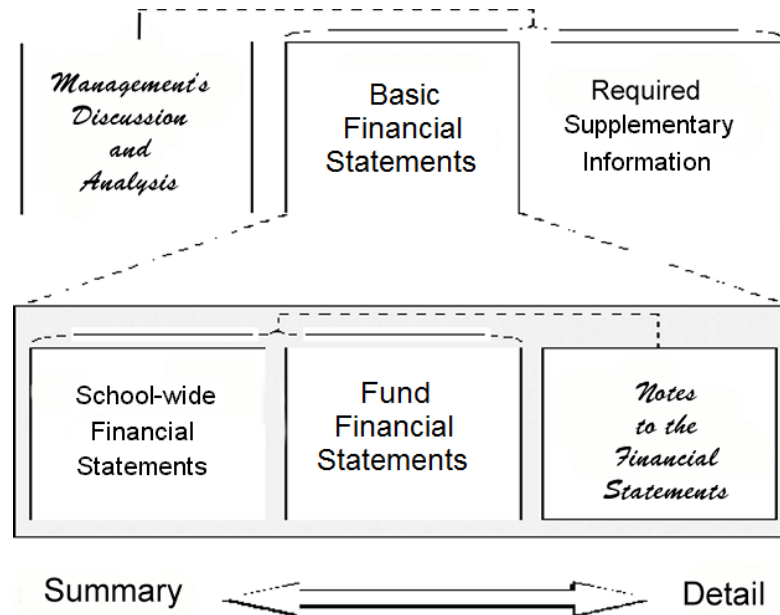 Management's
Discussion
and
Analysis
Basic
Financial
Statements
Required
Supplementary
Information
School-wide
Financial
Statements
Fund
Financial
Statements
Notes
to the
Financial
Statements
Summary
Detail